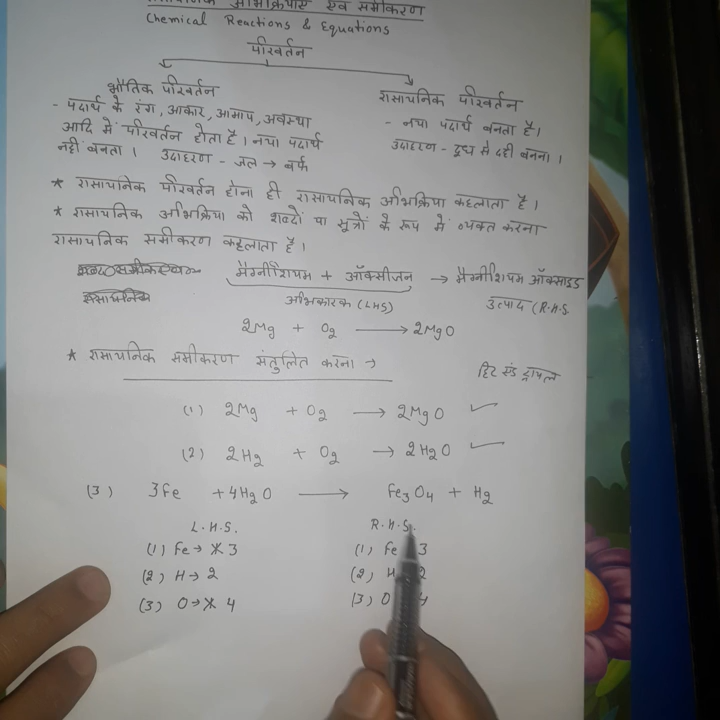 रासायनिक अभिक्रियाएँ एवं समीकरण
Chemical Reactions & Equations
परिवर्तन
भौतिक परिवर्तन
- पदार्थ के रंग, आकार, आमाप, अवस्था
आदि में परिवर्तन होता है। नया पदार्थ
नहीं बनता। उदाहरण - जल → बर्फ
रासायनिक परिवर्तन
- नया पदार्थ बनता है।
उदाहरण - दूध से दही बनना।
* रासायनिक परिवर्तन होना ही रासायनिक अभिक्रिया कहलाता है।
* रासायनिक अभिक्रिया को शब्दों या सूत्रों के रूप में व्यक्त करना
रासायनिक समीकरण कहलाता है।
मैग्नीशियम + ऑक्सीजन → मैग्नीशियम ऑक्साइड
अभिकारक (LHS) उत्पाद (R.H.S.
2Mg + O2 → 2MgO
* रासायनिक समीकरण संतुलित करना →
हिट एंड ट्रायल
(1) 2Mg + O2 → 2MgO ✓
(2) 2H2 + O2 → 2H2O ✓
(3) 3Fe + 4H2O → Fe3O4 + H2
L.H.S. R.H.S.
(1) Fe → 3 (1) Fe 3
(2) H → 2 (2) H 2
(3) O → 4 (3) O 4